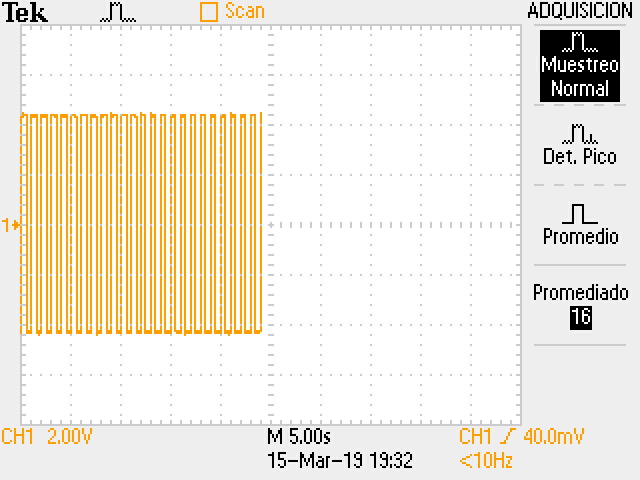 Tek
Scan
ADQUISICION
Muestreo
Normal
Det. Pico
Promedio
Promediado
16
1
CH1 2.00V
M 5.00s
CH1 40.0mV
15-Mar-19 19:32
<10Hz